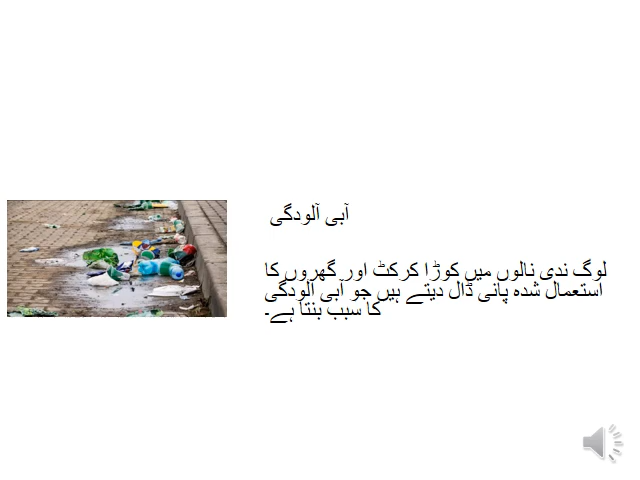 آبی آلودگی
لوگ ندی نالوں میں کوڑا کرکٹ اور گھروں کا
استعمال شدہ پانی ڈال دیتے ہیں جو آبی آلودگی
کا سبب بنتا ہے۔